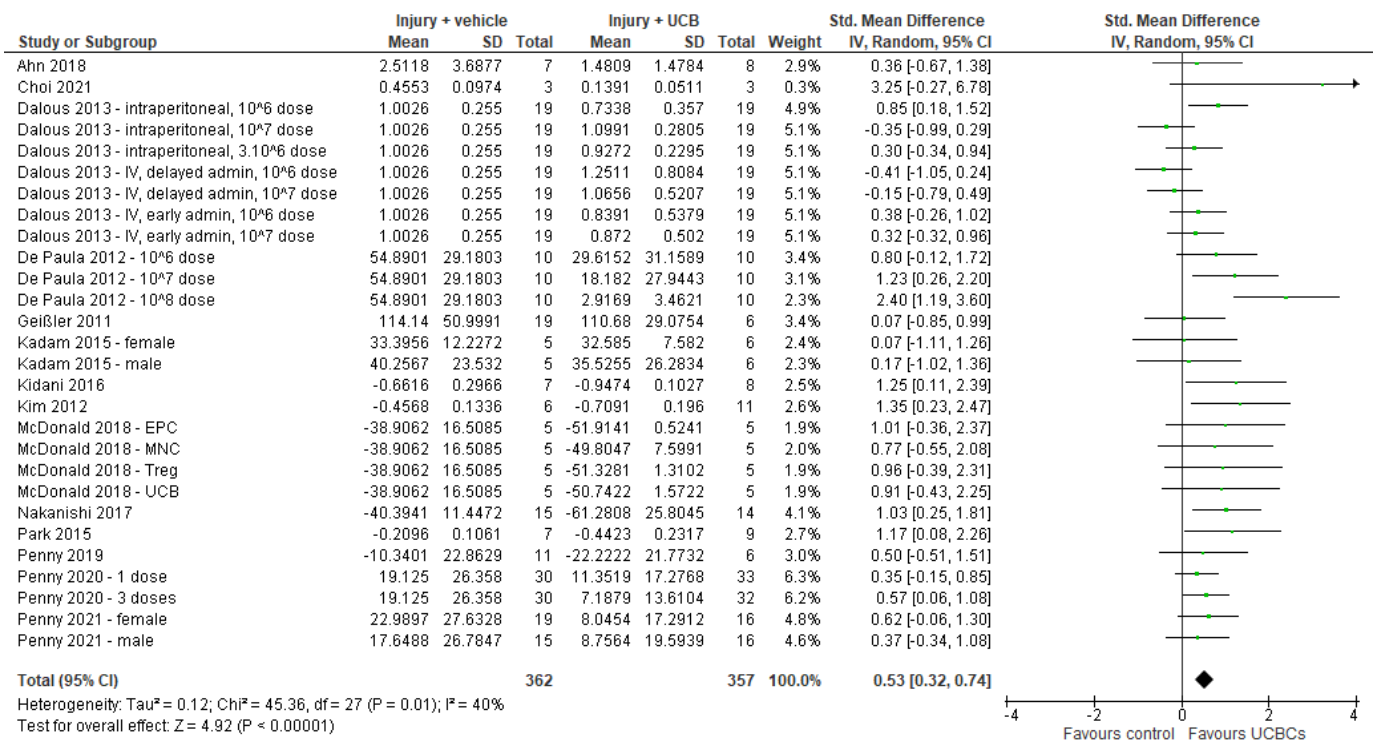 Injury + vehicle Injury + UCB Std. Mean Difference Std. Mean Difference
Study or Subgroup Mean SD Total Mean SD Total Weight IV, Random, 95% CI IV, Random, 95% CI
Ahn 2018 2.5118 3.6877 7 1.4809 1.4784 8 2.9% 0.36 [-0.67, 1.38]
Choi 2021 0.4553 0.0974 3 0.1391 0.0511 3 0.3% 3.25 [-0.27, 6.78]
Dalous 2013 - intraperitoneal, 10^6 dose 1.0026 0.255 19 0.7338 0.357 19 4.9% 0.85 [0.18, 1.52]
Dalous 2013 - intraperitoneal, 10^7 dose 1.0026 0.255 19 1.0991 0.2805 19 5.1% -0.35 [-0.99, 0.29]
Dalous 2013 - intraperitoneal, 3.10^6 dose 1.0026 0.255 19 0.9272 0.2295 19 5.1% 0.30 [-0.34, 0.94]
Dalous 2013 - IV, delayed admin, 10^6 dose 1.0026 0.255 19 1.2511 0.8084 19 5.0% -0.41 [-1.05, 0.24]
Dalous 2013 - IV, delayed admin, 10^7 dose 1.0026 0.255 19 1.0656 0.5207 19 5.1% -0.15 [-0.79, 0.49]
Dalous 2013 - IV, early admin, 10^6 dose 1.0026 0.255 19 0.8391 0.5379 19 5.1% 0.38 [-0.26, 1.02]
Dalous 2013 - IV, early admin, 10^7 dose 1.0026 0.255 19 0.872 0.502 19 5.1% 0.32 [-0.32, 0.96]
De Paula 2012 - 10^6 dose 54.8901 29.1803 10 29.6152 31.1589 10 3.4% 0.80 [-0.12, 1.72]
De Paula 2012 - 10^7 dose 54.8901 29.1803 10 18.182 27.9443 10 3.1% 1.23 [0.26, 2.20]
De Paula 2012 - 10^8 dose 54.8901 29.1803 10 2.9169 3.4621 10 2.3% 2.40 [1.19, 3.60]
Geißler 2011 114.14 50.9991 19 110.68 29.0754 6 3.4% 0.07 [-0.85, 0.99]
Kadam 2015 - female 33.3956 12.2272 5 32.585 7.582 6 2.4% 0.07 [-1.11, 1.26]
Kadam 2015 - male 40.2567 23.532 5 35.5255 26.2834 6 2.3% 0.17 [-1.02, 1.36]
Kidani 2016 -0.6616 0.2966 7 -0.9474 0.1027 8 2.5% 1.25 [0.11, 2.39]
Kim 2012 -0.4568 0.1336 6 -0.7091 0.196 11 2.6% 1.35 [0.23, 2.47]
McDonald 2018 - EPC -38.9062 16.5085 5 -51.9141 0.5241 5 1.9% 1.01 [-0.36, 2.37]
McDonald 2018 - MNC -38.9062 16.5085 5 -49.8047 7.5991 5 2.0% 0.77 [-0.55, 2.08]
McDonald 2018 - Treg -38.9062 16.5085 5 -51.3281 1.3102 5 1.9% 0.96 [-0.39, 2.31]
McDonald 2018 - UCB -38.9062 16.5085 5 -50.7422 1.5722 5 1.9% 0.91 [-0.43, 2.25]
Nakanishi 2017 -40.3941 11.4472 15 -61.2808 25.8045 14 4.1% 1.03 [0.25, 1.81]
Park 2015 -0.2096 0.1061 7 -0.4423 0.2317 9 2.7% 1.17 [0.08, 2.26]
Penny 2019 -10.3401 22.8629 11 -22.2222 21.7732 6 3.0% 0.50 [-0.51, 1.51]
Penny 2020 - 1 dose 19.125 26.358 30 11.3519 17.2768 33 6.3% 0.35 [-0.15, 0.85]
Penny 2020 - 3 doses 19.125 26.358 30 7.1879 13.6104 32 6.2% 0.57 [0.06, 1.08]
Penny 2021 - female 22.9897 27.6328 19 8.0454 17.2912 16 4.8% 0.62 [-0.06, 1.30]
Penny 2021 - male 17.6488 26.7847 15 8.7564 19.5939 16 4.6% 0.37 [-0.34, 1.08]
Total (95% CI) 362 357 100.0% 0.53 [0.32, 0.74]
Heterogeneity: Tau² = 0.12; Chi² = 45.36, df = 27 (P = 0.01); I² = 40%
Test for overall effect: Z = 4.92 (P < 0.00001)
-4 -2 0 2 4
Favours control Favours UCBCs